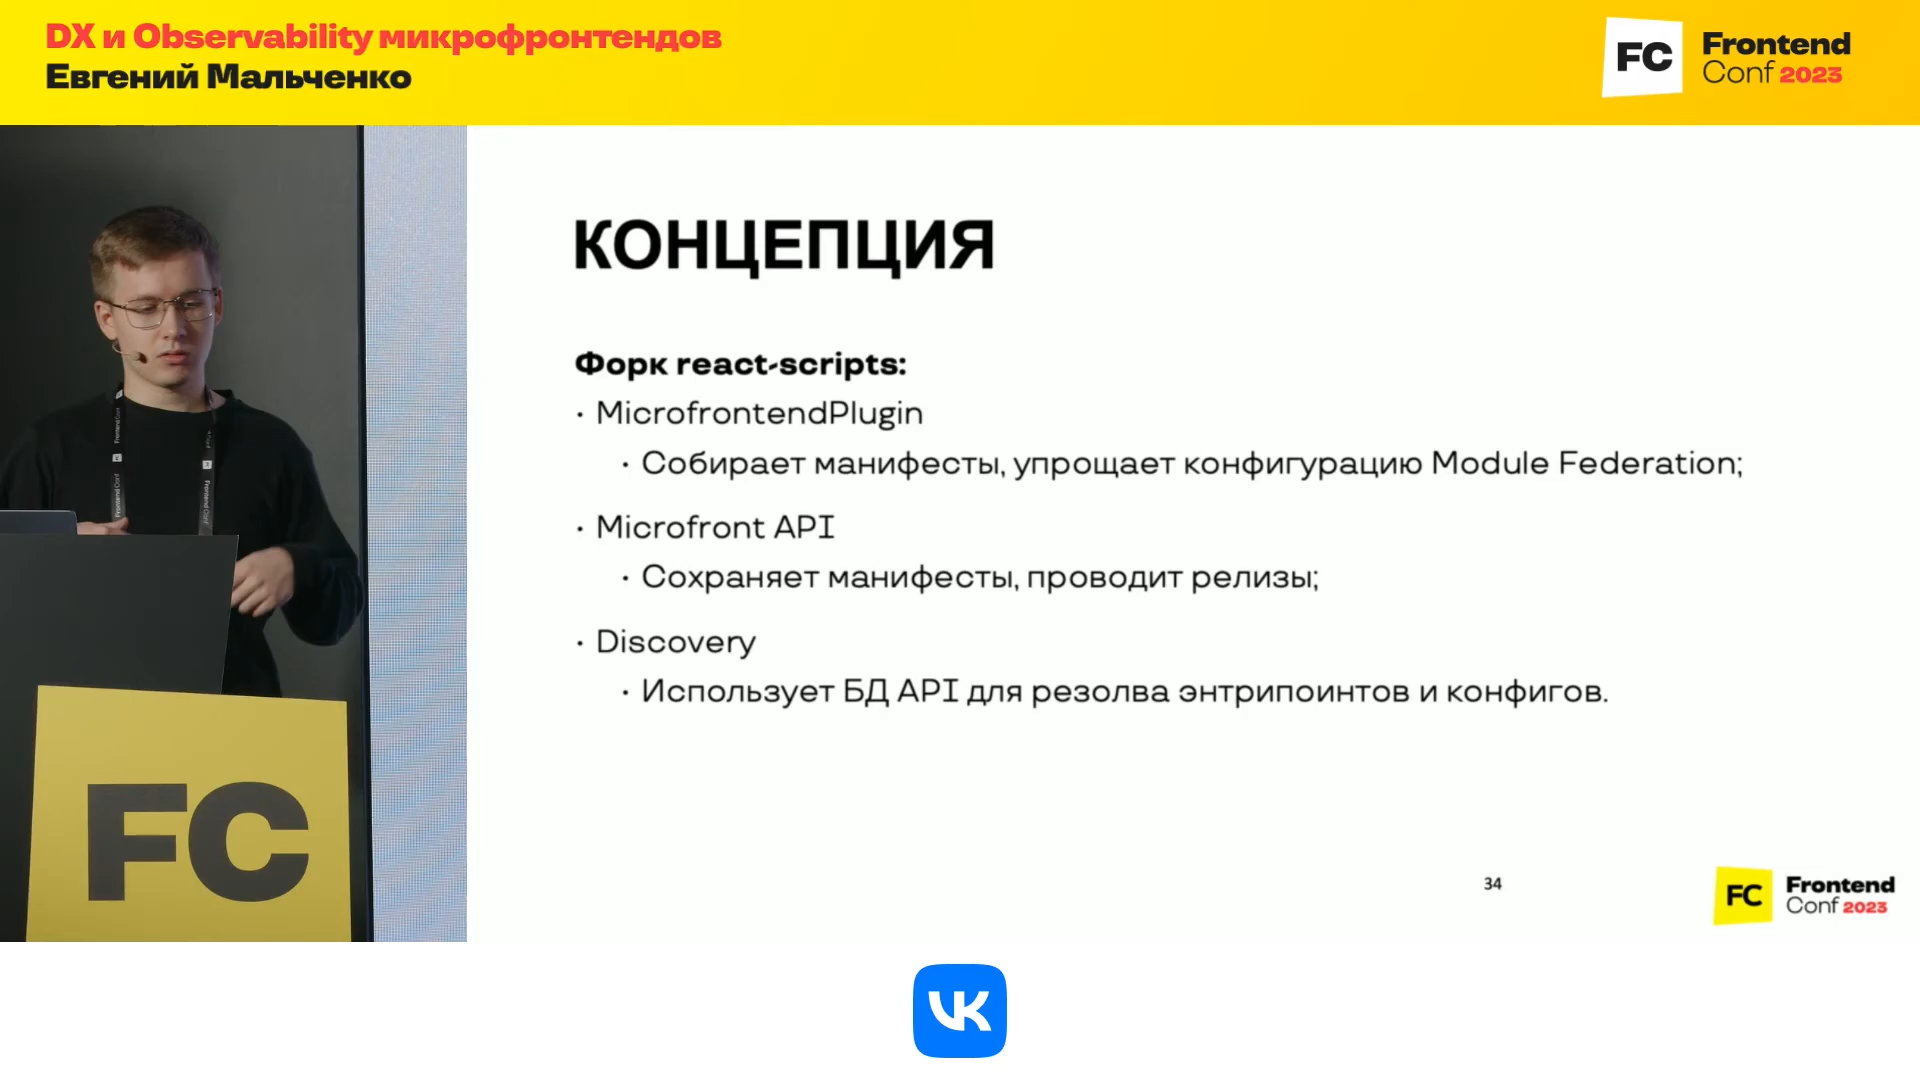 DX и Observability микрофронтендов
Евгений Мальченко
FC
Frontend
Conf 2023
КОНЦЕПЦИЯ
Форк react-scripts:
· MicrofrontendPlugin
· Собирает манифесты, упрощает конфигурацию Module Federation;
· Microfront API
· Сохраняет манифесты, проводит релизы;
· Discovery
· Использует БД API для резолва энтрипоинтов и конфигов.
FC
34
FC
Frontend
Conf 2023
VK